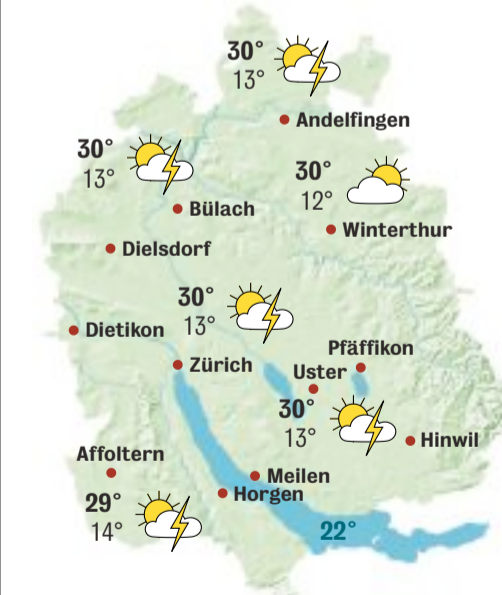 30°
13°
Andelfingen
30°
13°
30°
12°
Bülach
Winterthur
Dielsdorf
30°
13°
Dietikon
Pfäffikon
Zürich
Uster
30°
13°
Hinwil
Affoltern
Meilen
29°
Horgen
14°
22°